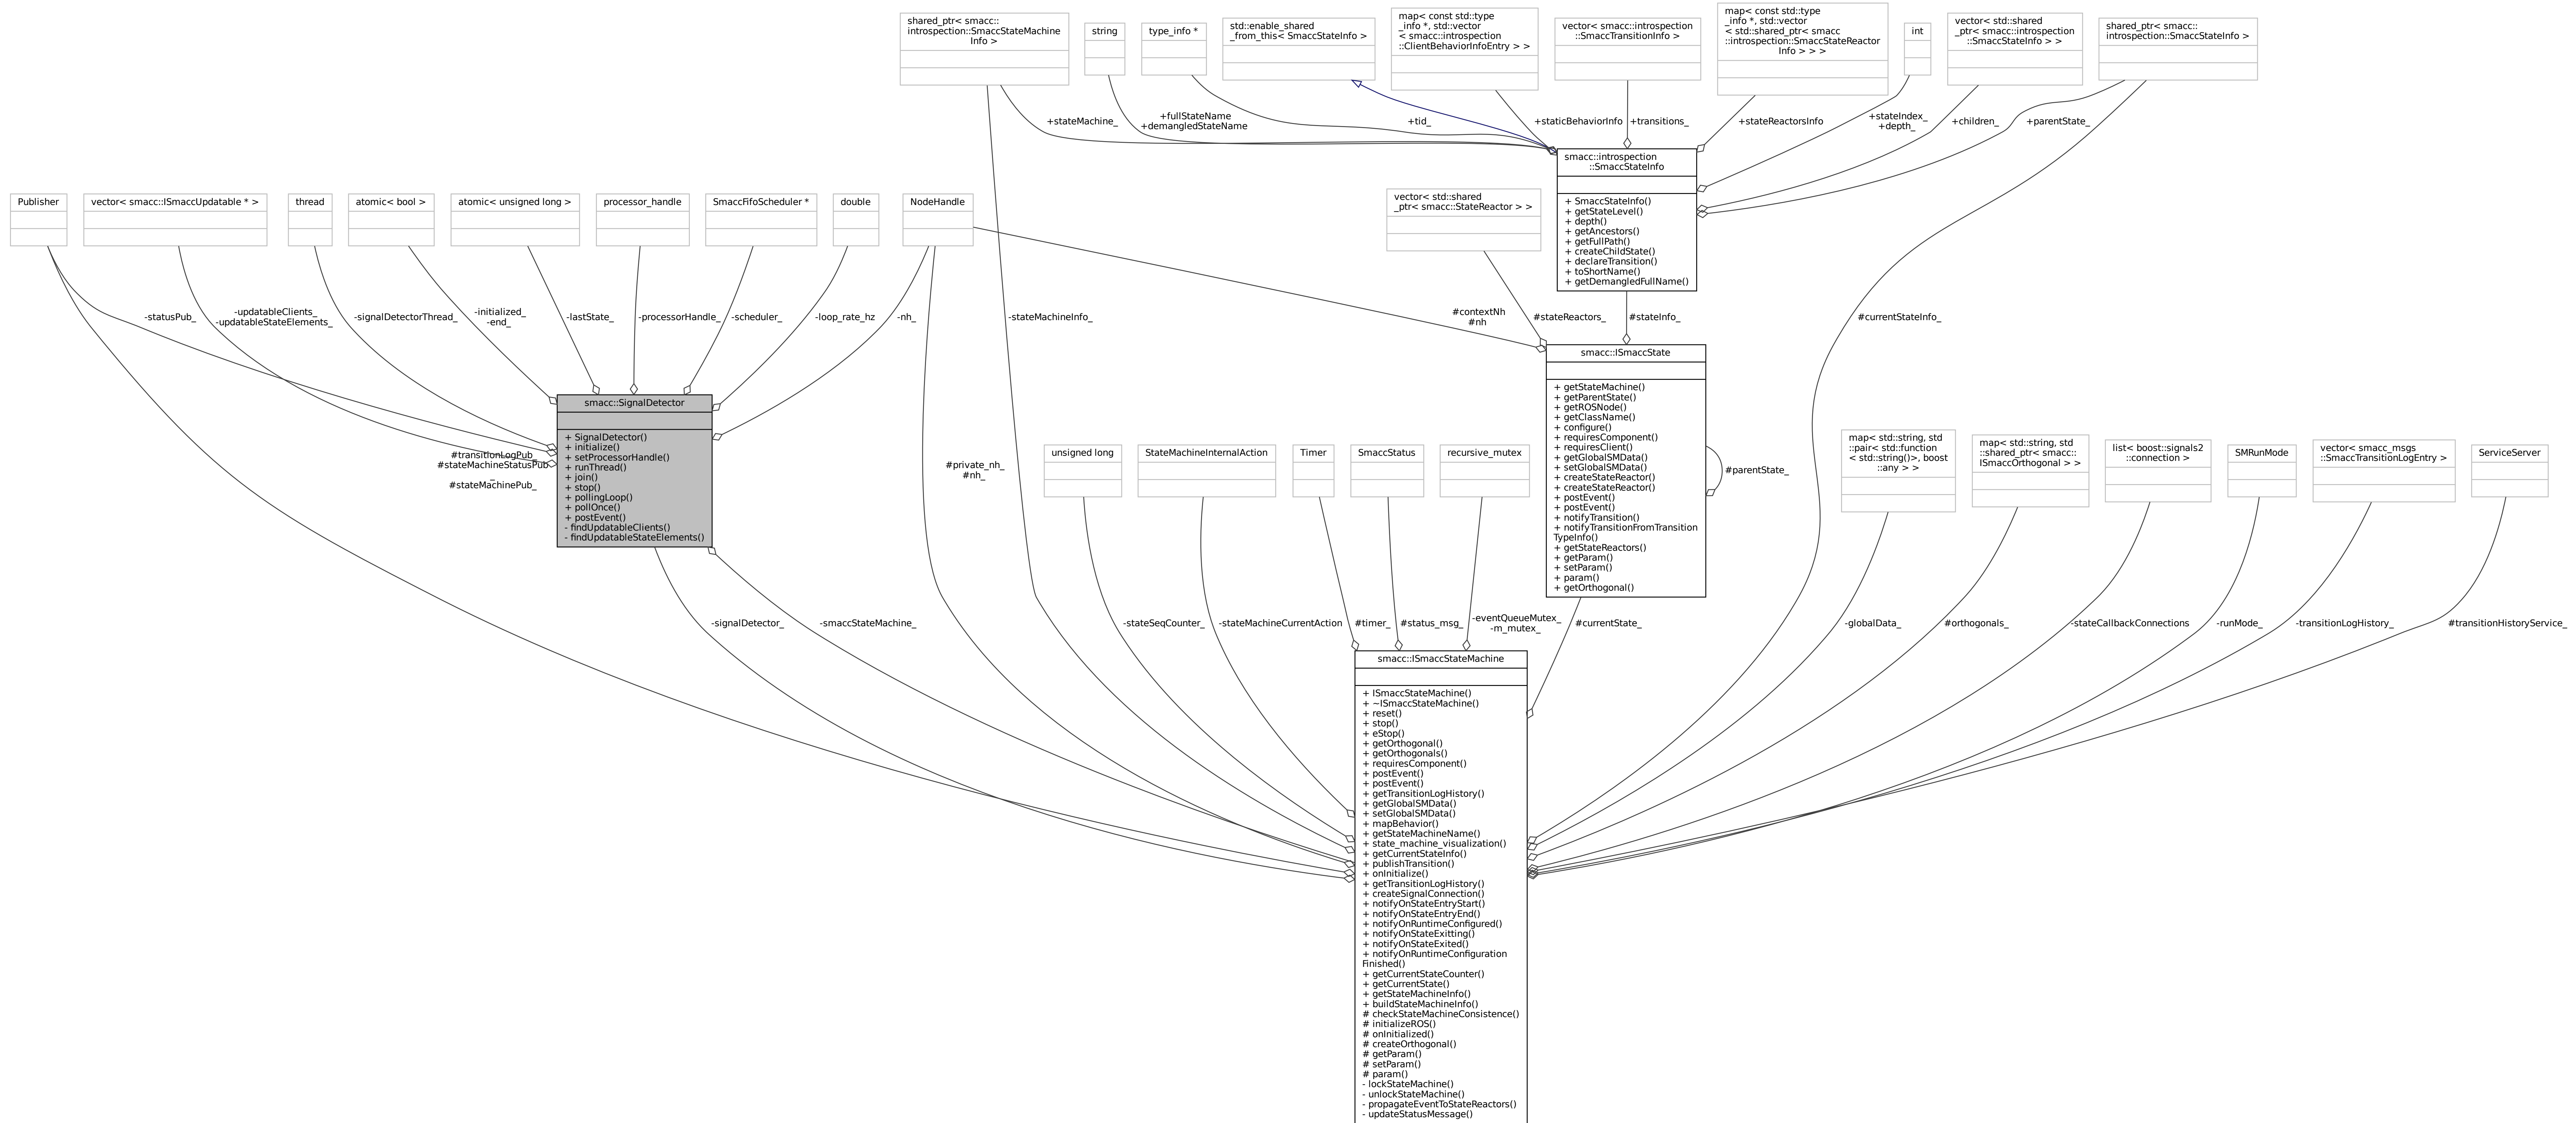 shared_ptr< smacc::
introspection::SmaccStateMachine
Info >
string
type_info *
std::enable_shared
_from_this< SmaccStateInfo >
map< const std::type
_info *, std::vector
< smacc::introspection
::ClientBehaviorInfoEntry > >
vector< smacc::introspection
::SmaccTransitionInfo >
map< const std::type
_info *, std::vector
< std::shared_ptr< smacc
::introspection::SmaccStateReactor
Info > > >
int
vector< std::shared
_ptr< smacc::introspection
::SmaccStateInfo > >
shared_ptr< smacc::
introspection::SmaccStateInfo >
+stateMachine_
+fullStateName
+demangledStateName
+tid_
+staticBehaviorInfo
+transitions_
+stateReactorsInfo
+stateIndex_
+depth_
+children_
+parentState_
smacc::introspection
::SmaccStateInfo
+ SmaccStateInfo()
+ getStateLevel()
+ depth()
+ getAncestors()
+ getFullPath()
+ createChildState()
+ declareTransition()
+ toShortName()
+ getDemangledFullName()
Publisher
vector< smacc::ISmaccUpdatable * >
thread
atomic< bool >
atomic< unsigned long >
processor_handle
SmaccFifoScheduler *
double
NodeHandle
vector< std::shared
_ptr< smacc::StateReactor > >
-statusPub_
-updatableClients_
-updatableStateElements_
-signalDetectorThread_
-initialized_
-end_
-lastState_
-processorHandle_
-scheduler_
-loop_rate_hz
-nh_
-stateMachineInfo_
#contextNh
#nh
#stateReactors_
#stateInfo_
#currentStateInfo_
smacc::SignalDetector
+ SignalDetector()
+ initialize()
+ setProcessorHandle()
+ runThread()
+ join()
+ stop()
+ pollingLoop()
+ pollOnce()
+ postEvent()
- findUpdatableClients()
- findUpdatableStateElements()
#transitionLogPub_
#stateMachineStatusPub
_
#stateMachinePub_
#private_nh_
#nh_
smacc::ISmaccState
+ getStateMachine()
+ getParentState()
+ getROSNode()
+ getClassName()
+ configure()
+ requiresComponent()
+ requiresClient()
+ getGlobalSMData()
+ setGlobalSMData()
+ createStateReactor()
+ createStateReactor()
+ postEvent()
+ postEvent()
+ notifyTransition()
+ notifyTransitionFromTransition
TypeInfo()
+ getStateReactors()
+ getParam()
+ setParam()
+ param()
+ getOrthogonal()
#parentState_
unsigned long
StateMachineInternalAction
Timer
SmaccStatus
recursive_mutex
map< std::string, std
::pair< std::function
< std::string()>, boost
::any > >
map< std::string, std
::shared_ptr< smacc::
ISmaccOrthogonal > >
list< boost::signals2
::connection >
SMRunMode
vector< smacc_msgs
::SmaccTransitionLogEntry >
ServiceServer
-signalDetector_
-smaccStateMachine_
-stateSeqCounter_
-stateMachineCurrentAction
#timer_
#status_msg_
-eventQueueMutex_
-m_mutex_
#currentState_
-globalData_
#orthogonals_
-stateCallbackConnections
-runMode_
-transitionLogHistory_
#transitionHistoryService_
smacc::ISmaccStateMachine
+ ISmaccStateMachine()
+ ~ISmaccStateMachine()
+ reset()
+ stop()
+ eStop()
+ getOrthogonal()
+ getOrthogonals()
+ requiresComponent()
+ postEvent()
+ postEvent()
+ getTransitionLogHistory()
+ getGlobalSMData()
+ setGlobalSMData()
+ mapBehavior()
+ getStateMachineName()
+ state_machine_visualization()
+ getCurrentStateInfo()
+ publishTransition()
+ onInitialize()
+ getTransitionLogHistory()
+ createSignalConnection()
+ notifyOnStateEntryStart()
+ notifyOnStateEntryEnd()
+ notifyOnRuntimeConfigured()
+ notifyOnStateExitting()
+ notifyOnStateExited()
+ notifyOnRuntimeConfiguration
Finished()
+ getCurrentStateCounter()
+ getCurrentState()
+ getStateMachineInfo()
+ buildStateMachineInfo()
# checkStateMachineConsistence()
# initializeROS()
# onInitialized()
# createOrthogonal()
# getParam()
# setParam()
# param()
- lockStateMachine()
- unlockStateMachine()
- propagateEventToStateReactors()
- updateStatusMessage()